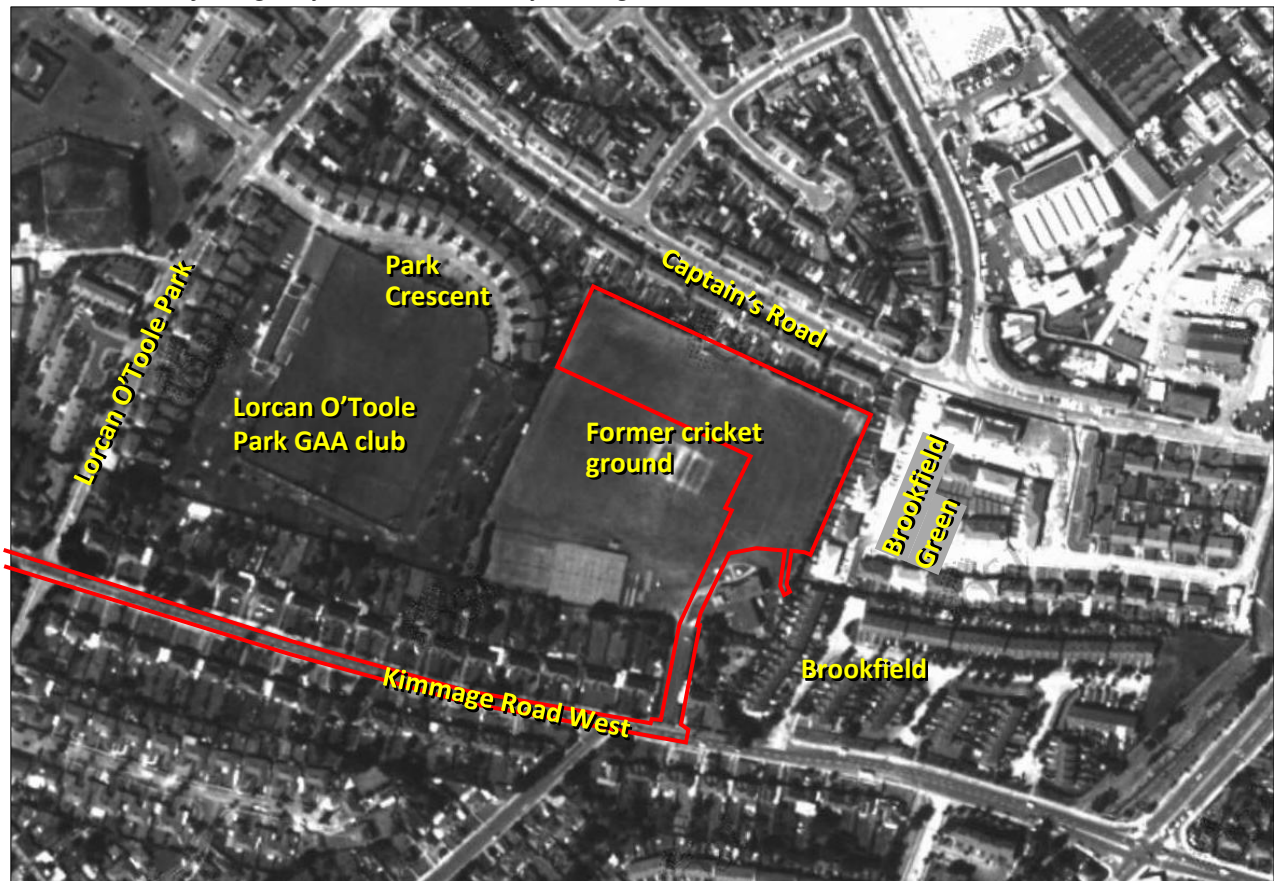 Captain's Road
Park
Crescent
Lorcan O'Toole Park
Lorcan O'Toole
Park GAA club
Former cricket
ground
Brookfield
Green
Brookfield
Kimmage Road West